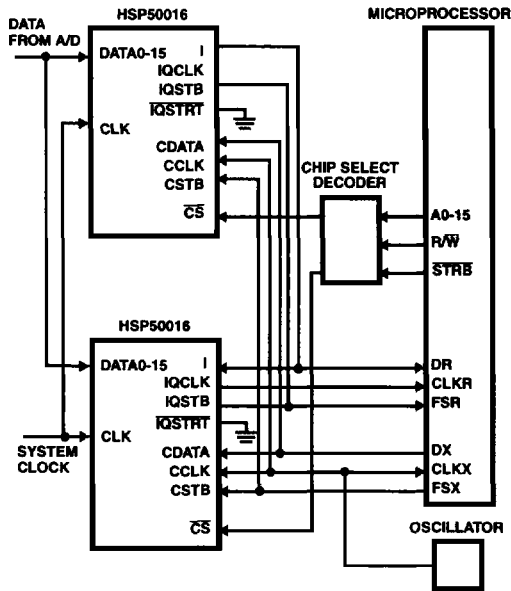 HSP50016
MICROPROCESSOR
DATA
FROM A/D
DATA0-15
I
IQCLK
IQSTB
IQSTRT
CLK
CDATA
CCLK
CSTB
CS
CHIP SELECT
DECODER
A0-15
R/W
STRB
HSP50016
DATA0-15
I
IQCLK
IQSTB
IQSTRT
CLK
CDATA
CCLK
CSTB
CS
SYSTEM
CLOCK
DR
CLKR
FSR
DX
CLKX
FSX
OSCILLATOR